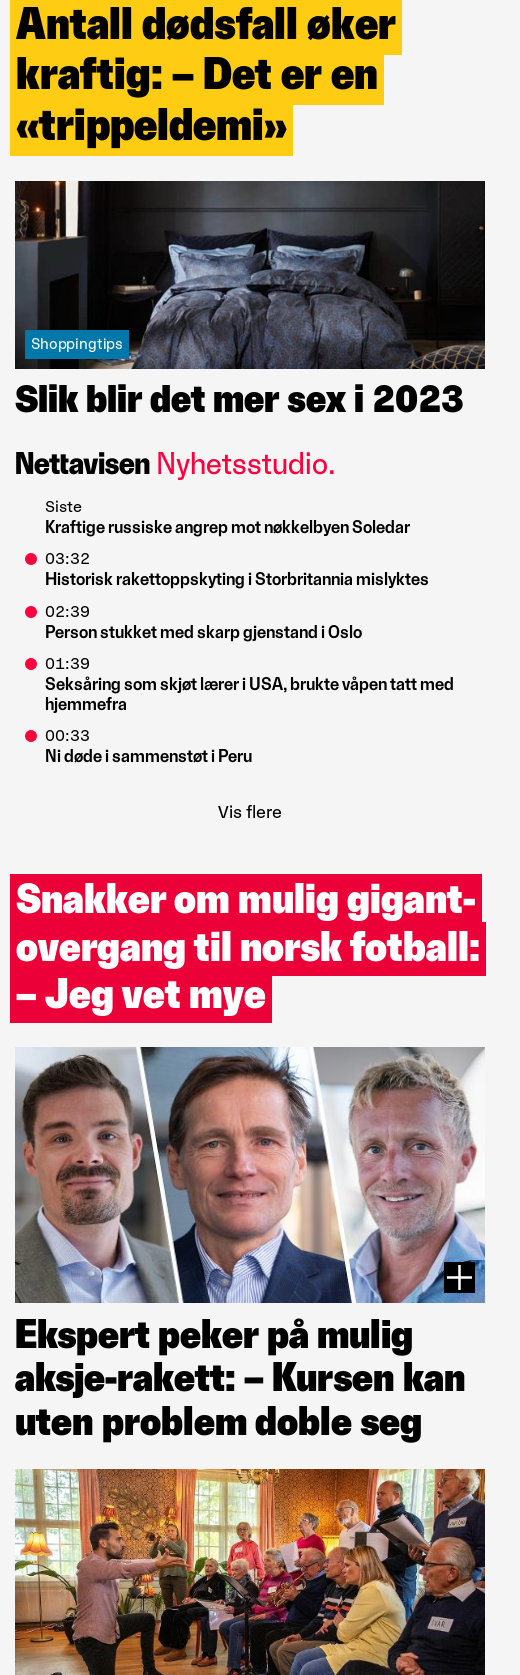 Antall dødsfall øker
kraftig: – Det er en
«trippeldemi»
Shoppingtips
Slik blir det mer sex i 2023
Nettavisen Nyhetsstudio.
Siste
Kraftige russiske angrep mot nøkkelbyen Soledar
03:32
Historisk rakettoppskyting i Storbritannia mislyktes
02:39
Person stukket med skarp gjenstand i Oslo
01:39
Seksåring som skjøt lærer i USA, brukte våpen tatt med
hjemmefra
00:33
Ni døde i sammenstøt i Peru
Vis flere
Snakker om mulig gigant-
overgang til norsk fotball:
– Jeg vet mye
Ekspert peker på mulig
aksje-rakett: – Kursen kan
uten problem doble seg
IVAR